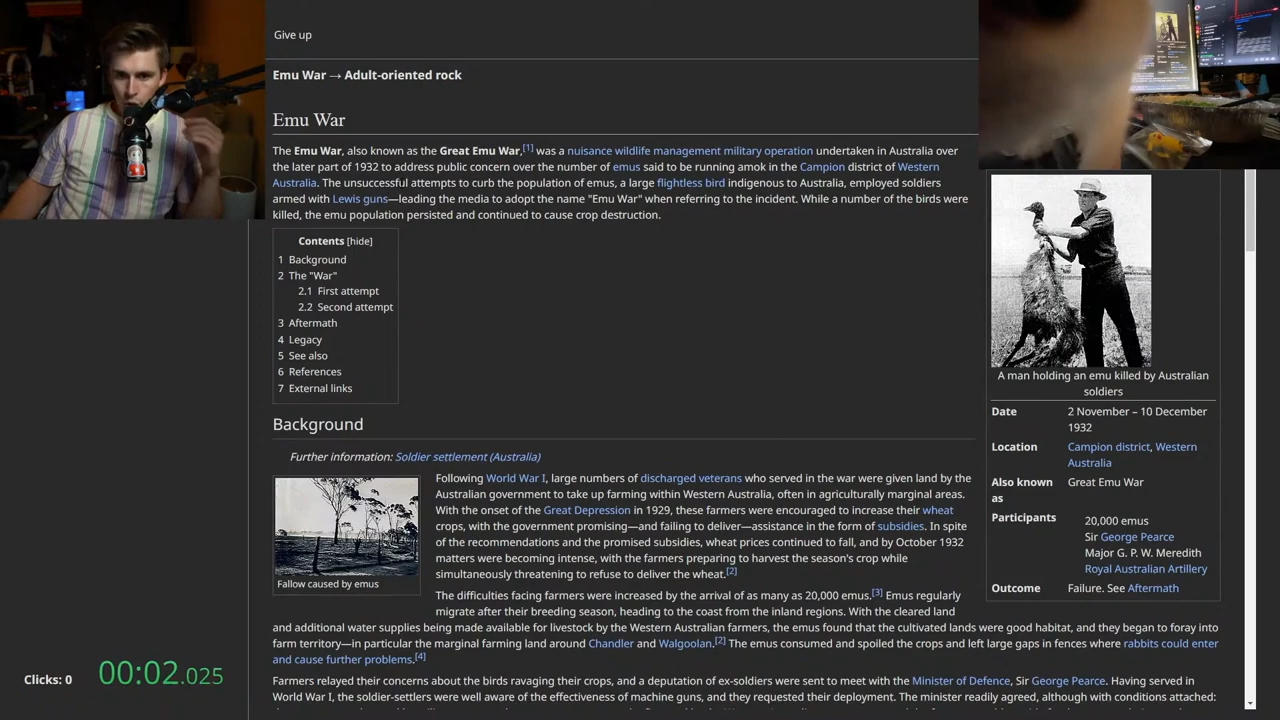 Give up
Emu War → Adult-oriented rock
Emu War
The Emu War, also known as the Great Emu War,[1] was a nuisance wildlife management military operation undertaken in Australia over
the later part of 1932 to address public concern over the number of emus said to be running amok in the Campion district of Western
Australia. The unsuccessful attempts to curb the population of emus, a large flightless bird indigenous to Australia, employed soldiers
armed with Lewis guns—leading the media to adopt the name "Emu War" when referring to the incident. While a number of the birds were
killed, the emu population persisted and continued to cause crop destruction.
Contents [hide]
1 Background
2 The "War"
2.1 First attempt
2.2 Second attempt
3 Aftermath
4 Legacy
5 See also
6 References
7 External links
A man holding an emu killed by Australian
soldiers
Date 2 November – 10 December
1932
Location Campion district, Western
Australia
Also known Great Emu War
as
Participants 20,000 emus
Sir George Pearce
Major G. P. W. Meredith
Royal Australian Artillery
Outcome Failure. See Aftermath
Background
Further information: Soldier settlement (Australia)
Fallow caused by emus
Following World War I, large numbers of discharged veterans who served in the war were given land by the
Australian government to take up farming within Western Australia, often in agriculturally marginal areas.
With the onset of the Great Depression in 1929, these farmers were encouraged to increase their wheat
crops, with the government promising—and failing to deliver—assistance in the form of subsidies. In spite
of the recommendations and the promised subsidies, wheat prices continued to fall, and by October 1932
matters were becoming intense, with the farmers preparing to harvest the season's crop while
simultaneously threatening to refuse to deliver the wheat.[2]
The difficulties facing farmers were increased by the arrival of as many as 20,000 emus.[3] Emus regularly
migrate after their breeding season, heading to the coast from the inland regions. With the cleared land
and additional water supplies being made available for livestock by the Western Australian farmers, the emus found that the cultivated lands were good habitat, and they began to foray into
farm territory—in particular the marginal farming land around Chandler and Walgoolan.[2] The emus consumed and spoiled the crops and left large gaps in fences where rabbits could enter
and cause further problems.[4]
Farmers relayed their concerns about the birds ravaging their crops, and a deputation of ex-soldiers were sent to meet with the Minister of Defence, Sir George Pearce. Having served in
World War I, the soldier-settlers were well aware of the effectiveness of machine guns, and they requested their deployment. The minister readily agreed, although with conditions attached:
Clicks: 0
00:02.025